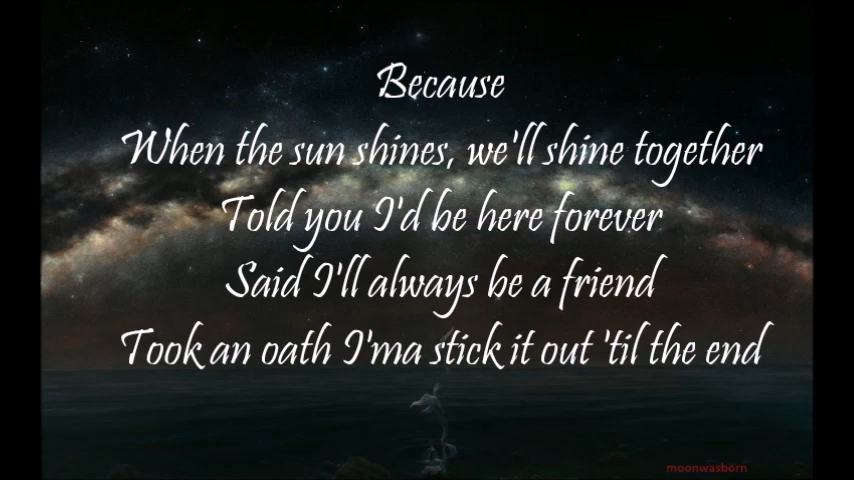 Because
When the sun shines, we'll shine together
Told you I'd be here forever
Said I'll always be a friend
Took an oath I'ma stick it out 'til the end
moonwasborn